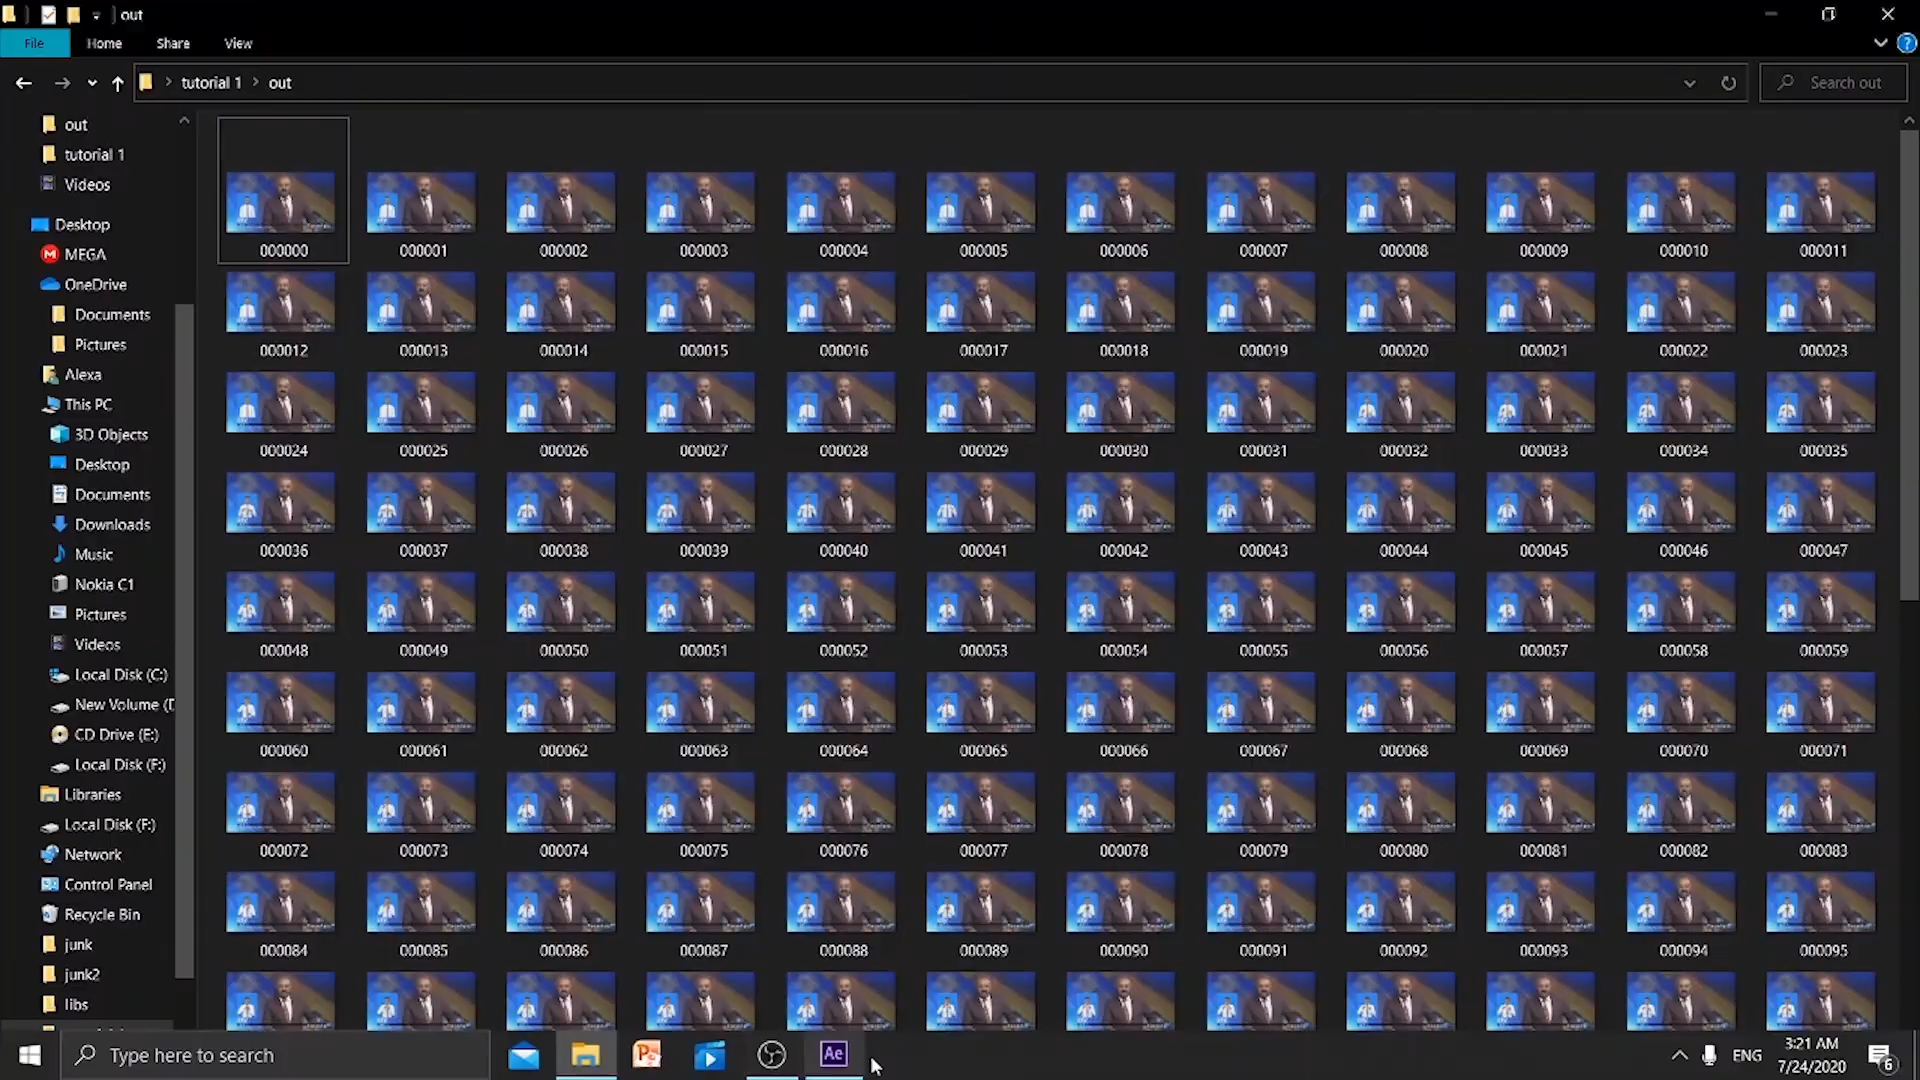 out
File Home Share View
tutorial 1 out
Search out
out
tutorial 1
Videos
Desktop
MEGA
OneDrive
Documents
Pictures
Alexa
This PC
3D Objects
Desktop
Documents
Downloads
Music
Nokia C1
Pictures
Videos
Local Disk (C:)
New Volume (D
CD Drive (E:)
Local Disk (F:)
Libraries
Local Disk (F:)
Network
Control Panel
Recycle Bin
junk
junk2
libs
000000 000001 000002 000003 000004 000005 000006 000007 000008 000009 000010 000011
000012 000013 000014 000015 000016 000017 000018 000019 000020 000021 000022 000023
000024 000025 000026 000027 000028 000029 000030 000031 000032 000033 000034 000035
000036 000037 000038 000039 000040 000041 000042 000043 000044 000045 000046 000047
000048 000049 000050 000051 000052 000053 000054 000055 000056 000057 000058 000059
000060 000061 000062 000063 000064 000065 000066 000067 000068 000069 000070 000071
000072 000073 000074 000075 000076 000077 000078 000079 000080 000081 000082 000083
000084 000085 000086 000087 000088 000089 000090 000091 000092 000093 000094 000095
Type here to search
Ae
ENG
3:21 AM
7/24/2020
6